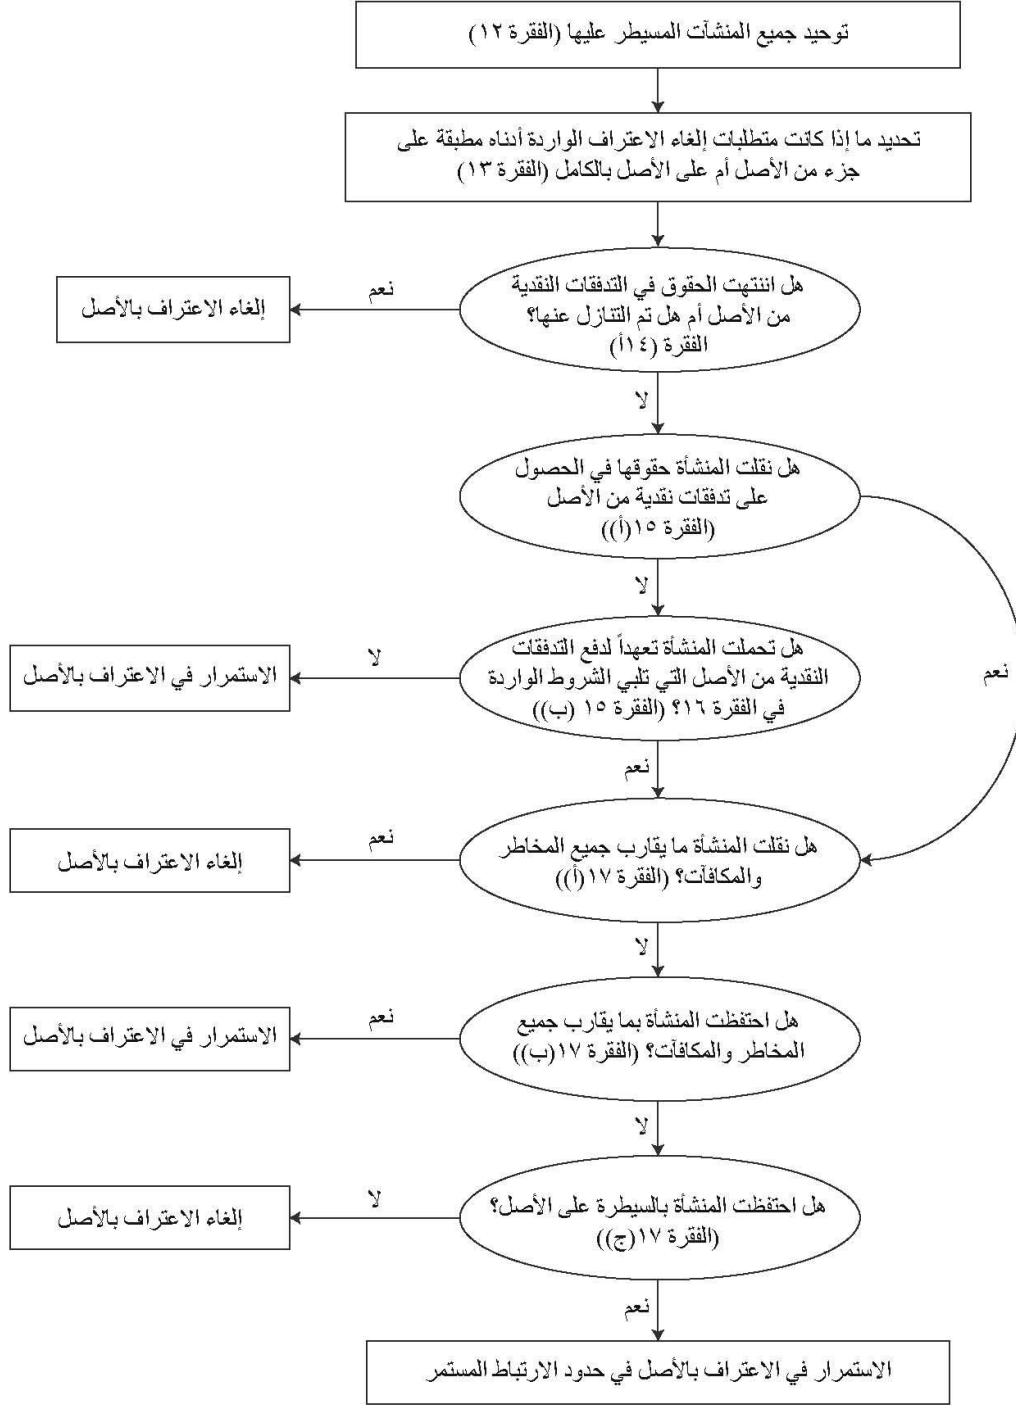 توحيد جميع المنشآت المسيطر عليها (الفقرة ١٢)
تحديد ما إذا كانت متطلبات إلغاء الاعتراف الواردة أدناه مطبقة على
جزء من الأصل أم على الأصل بالكامل (الفقرة ١٣)
هل اننتهت الحقوق في التدفقات النقدية
من الأصل أم هل تم التنازل عنها؟
الفقرة (١٤أ)
نعم
إلغاء الاعتراف بالأصل
لا
هل نقلت المنشأة حقوقها في الحصول
على تدفقات نقدية من الأصل
(الفقرة ١٥(أ))
نعم
لا
هل تحملت المنشأة تعهداً لدفع التدفقات
النقدية من الأصل التي تلبي الشروط الواردة
في الفقرة ١٦؟ (الفقرة ١٥ (ب))
لا
الاستمرار في الاعتراف بالأصل
نعم
هل نقلت المنشأة ما يقارب جميع المخاطر
والمكافآت؟ (الفقرة ١٧(أ))
نعم
إلغاء الاعتراف بالأصل
لا
هل احتفظت المنشأة بما يقارب جميع
المخاطر والمكافآت؟ (الفقرة ١٧(ب))
نعم
الاستمرار في الاعتراف بالأصل
لا
هل احتفظت المنشأة بالسيطرة على الأصل؟
(الفقرة ١٧(ج))
لا
إلغاء الاعتراف بالأصل
نعم
الاستمرار في الاعتراف بالأصل في حدود الارتباط المستمر